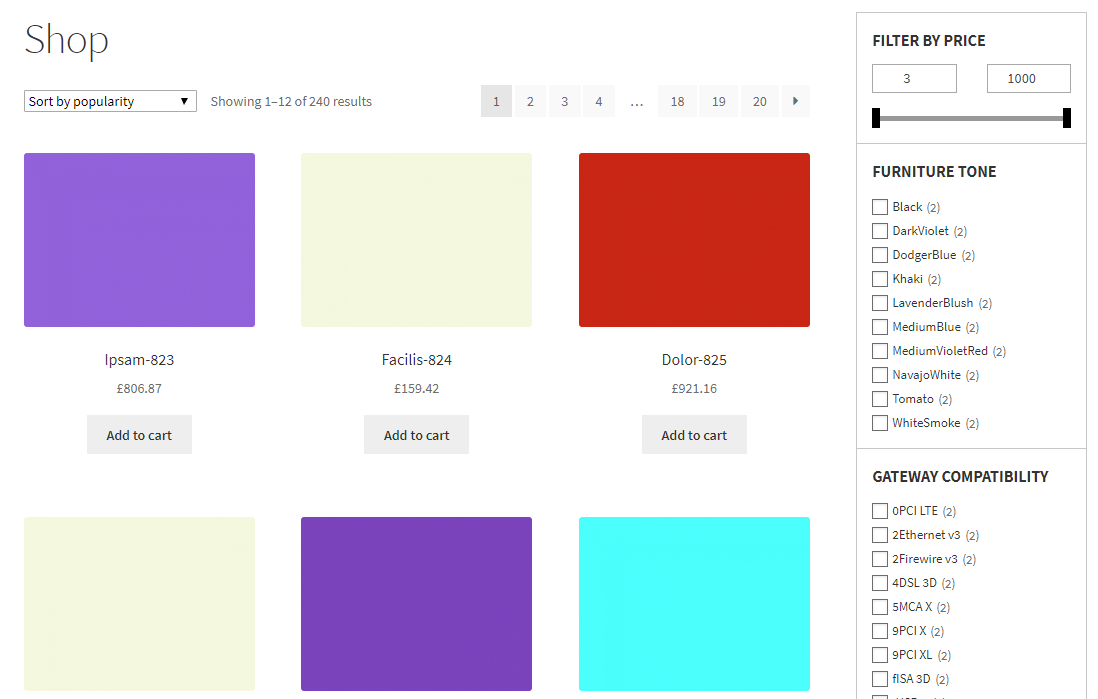 Shop
Sort by popularity
Showing 1–12 of 240 results
1 2 3 4 … 18 19 20
Ipsam-823
£806.87
Add to cart
Facilis-824
£159.42
Add to cart
Dolor-825
£921.16
Add to cart
FILTER BY PRICE
3
1000
FURNITURE TONE
Black (2)
DarkViolet (2)
DodgerBlue (2)
Khaki (2)
LavenderBlush (2)
MediumBlue (2)
MediumVioletRed (2)
NavajoWhite (2)
Tomato (2)
WhiteSmoke (2)
GATEWAY COMPATIBILITY
0PCI LTE (2)
2Ethernet v3 (2)
2Firewire v3 (2)
4DSL 3D (2)
5MCA X (2)
9PCI X (2)
9PCI XL (2)
fISA 3D (2)